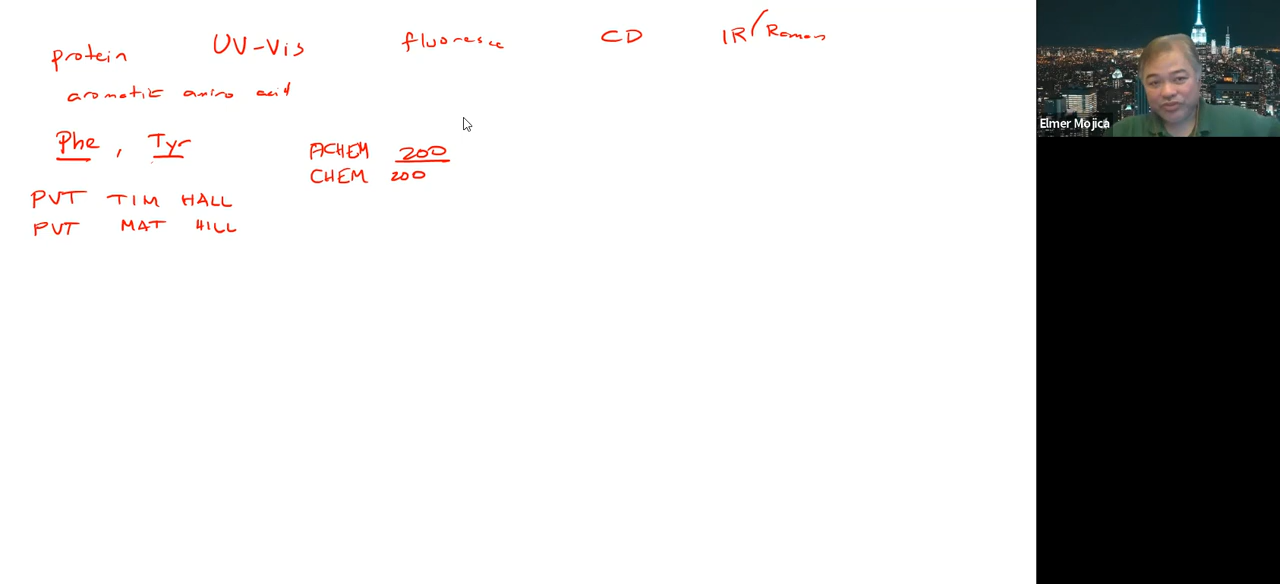 protein UV-Vis fluoresce CD IR/Raman
aromatic amino acid
Phe, Tyr
ACHEM 200
CHEM 200
PVT TIM HALL
PVT MAT HILL
Elmer Mojica